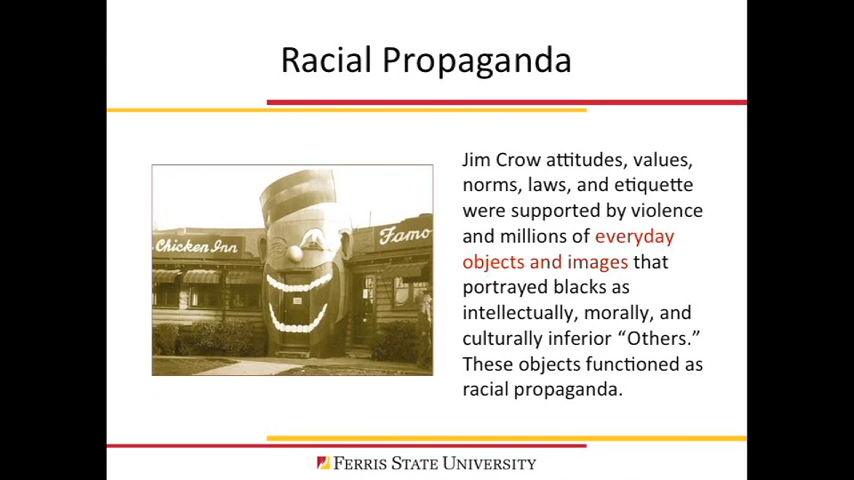 Racial Propaganda
Chicken Inn
Famo
Jim Crow attitudes, values,
norms, laws, and etiquette
were supported by violence
and millions of everyday
objects and images that
portrayed blacks as
intellectually, morally, and
culturally inferior “Others.”
These objects functioned as
racial propaganda.
FERRIS STATE UNIVERSITY